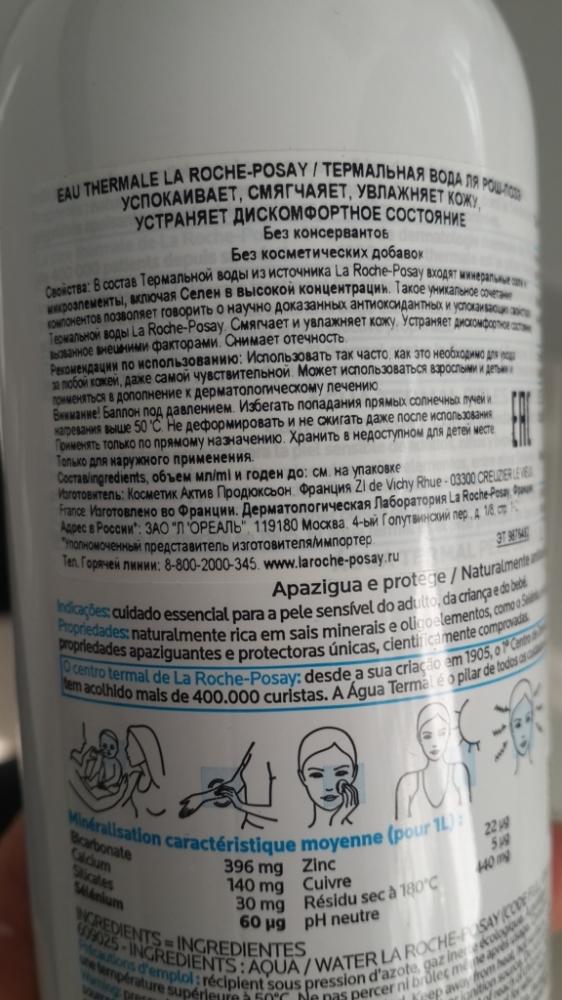 EAU THERMALE LA ROCHE-POSAY / ТЕРМАЛЬНАЯ ВОДА ЛЯ РОШ-ПОЗЕ
УСПОКАИВАЕТ, СМЯГЧАЯЕТ, УВЛАЖНЯЕТ КОЖУ,
УСТРАНЯЕТ ДИСКОМФОРТНОЕ СОСТОЯНИЕ
Без консервантов
Без косметических добавок
Свойства: В состав Термальной воды из источника La Roche-Posay входят минеральные соли и
микроэлементы, включая Селен в высокой концентрации. Такое уникальное сочетание
компонентов позволяет говорить о научно доказанных антиоксидантных и успокаивающих свойствах
Термальной воды La Roche-Posay. Смягчает и увлажняет кожу. Устраняет дискомфортное состояние
вызванное внешними факторами. Снимает отечность.
Рекомендации по использованию: Использовать так часто, как это необходимо для ухода
за любой кожей, даже самой чувствительной. Может использоваться взрослыми и детьми и
применяться в дополнение к дерматологическому лечению
Внимание! Баллон под давлением. Избегать попадания прямых солнечных лучей и
нагревания выше 50 °C. Не деформировать и не сжигать даже после использования.
Применять только по прямому назначению. Хранить в недоступном для детей месте.
Только для наружного применения.
EAC
Состав/ingredients, объем мл/ml и годен до: см. на упаковке
Изготовитель: Косметик Актив Продюксьон. Франция ZI de Vichy Rhue - 03300 CREUZIER LE VIEUX
France Изготовлено во Франции. Дерматологическая Лаборатория La Roche-Posay, Франция
Адрес в России*: ЗАО "Л'ОРЕАЛЬ", 119180 Москва, 4-ый Голутвинский пер., д. 1/8, стр.
*Уполномоченный представитель изготовителя/импортер
Тел. Горячей линии: 8-800-2000-345. www.laroche-posay.ru
Apazigua e protege / Naturalmente
Indicações: cuidado essencial para a pele sensível do adulto, da criança e do bebé.
Propriedades: naturalmente rica em sais minerais e oligoelementos, como o
propriedades apaziguantes e protectoras únicas, cientificamente comprovadas.
O centro termal de La Roche-Posay: desde a sua criação em 1905, o 1º Centro de
tem acolhido mais de 400.000 curistas. A Água Termal é o pilar de todos os
Minéralisation caractéristique moyenne (pour 1L) :
Bicarbonate 396 mg Zinc 22 µg
Calcium 140 mg Cuivre 5 µg
Silicates 30 mg Résidu sec à 180°C 440 mg
Sélénium 60 µg pH neutre
INGREDIENTS = INGREDIENTES
609025 - INGREDIENTS : AQUA / WATER LA ROCHE-POSAY (CODE
Précautions d'emploi : récipient sous pression d'azote, gaz
une température supérieure à 50°C. Ne pas percer ni brûler, même après